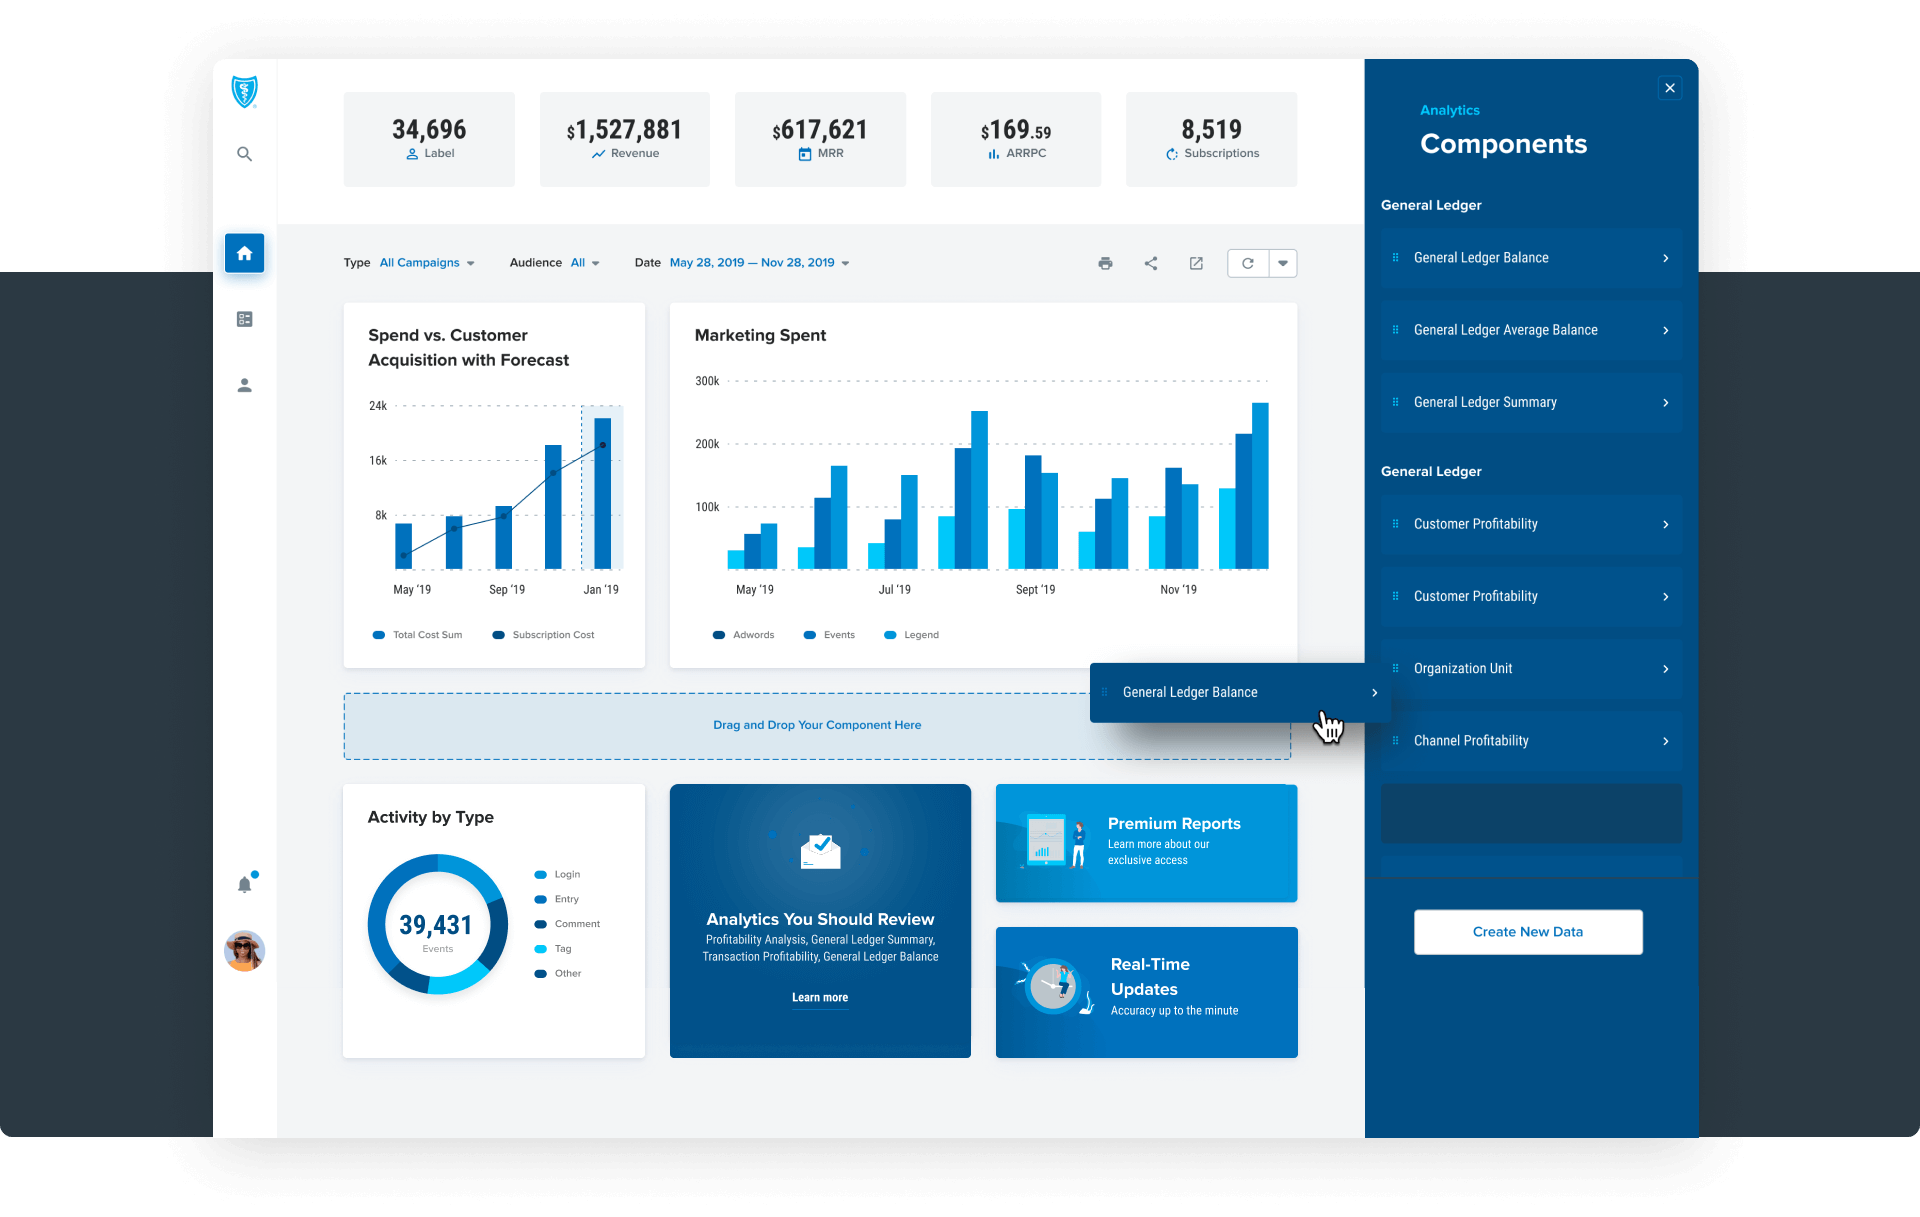 34,696
Label
$1,527,881
Revenue
$617,621
MRR
$169.59
ARRPC
8,519
Subscriptions
Type All Campaigns
Audience All
Date May 28, 2019 — Nov 28, 2019
Spend vs. Customer
Acquisition with Forecast
24k
16k
8k
May ‘19
Sep ‘19
Jan ‘19
Total Cost Sum
Subscription Cost
Marketing Spent
300k
200k
100k
May ‘19
Jul ‘19
Sept ‘19
Nov ‘19
Adwords
Events
Legend
Drag and Drop Your Component Here
General Ledger Balance
Activity by Type
39,431
Events
Login
Entry
Comment
Tag
Other
Analytics You Should Review
Profitability Analysis, General Ledger Summary,
Transaction Profitability, General Ledger Balance
Learn more
Premium Reports
Learn more about our
exclusive access
Real-Time
Updates
Accuracy up to the minute
Analytics
Components
General Ledger
General Ledger Balance
General Ledger Average Balance
General Ledger Summary
General Ledger
Customer Profitability
Customer Profitability
Organization Unit
Channel Profitability
Create New Data